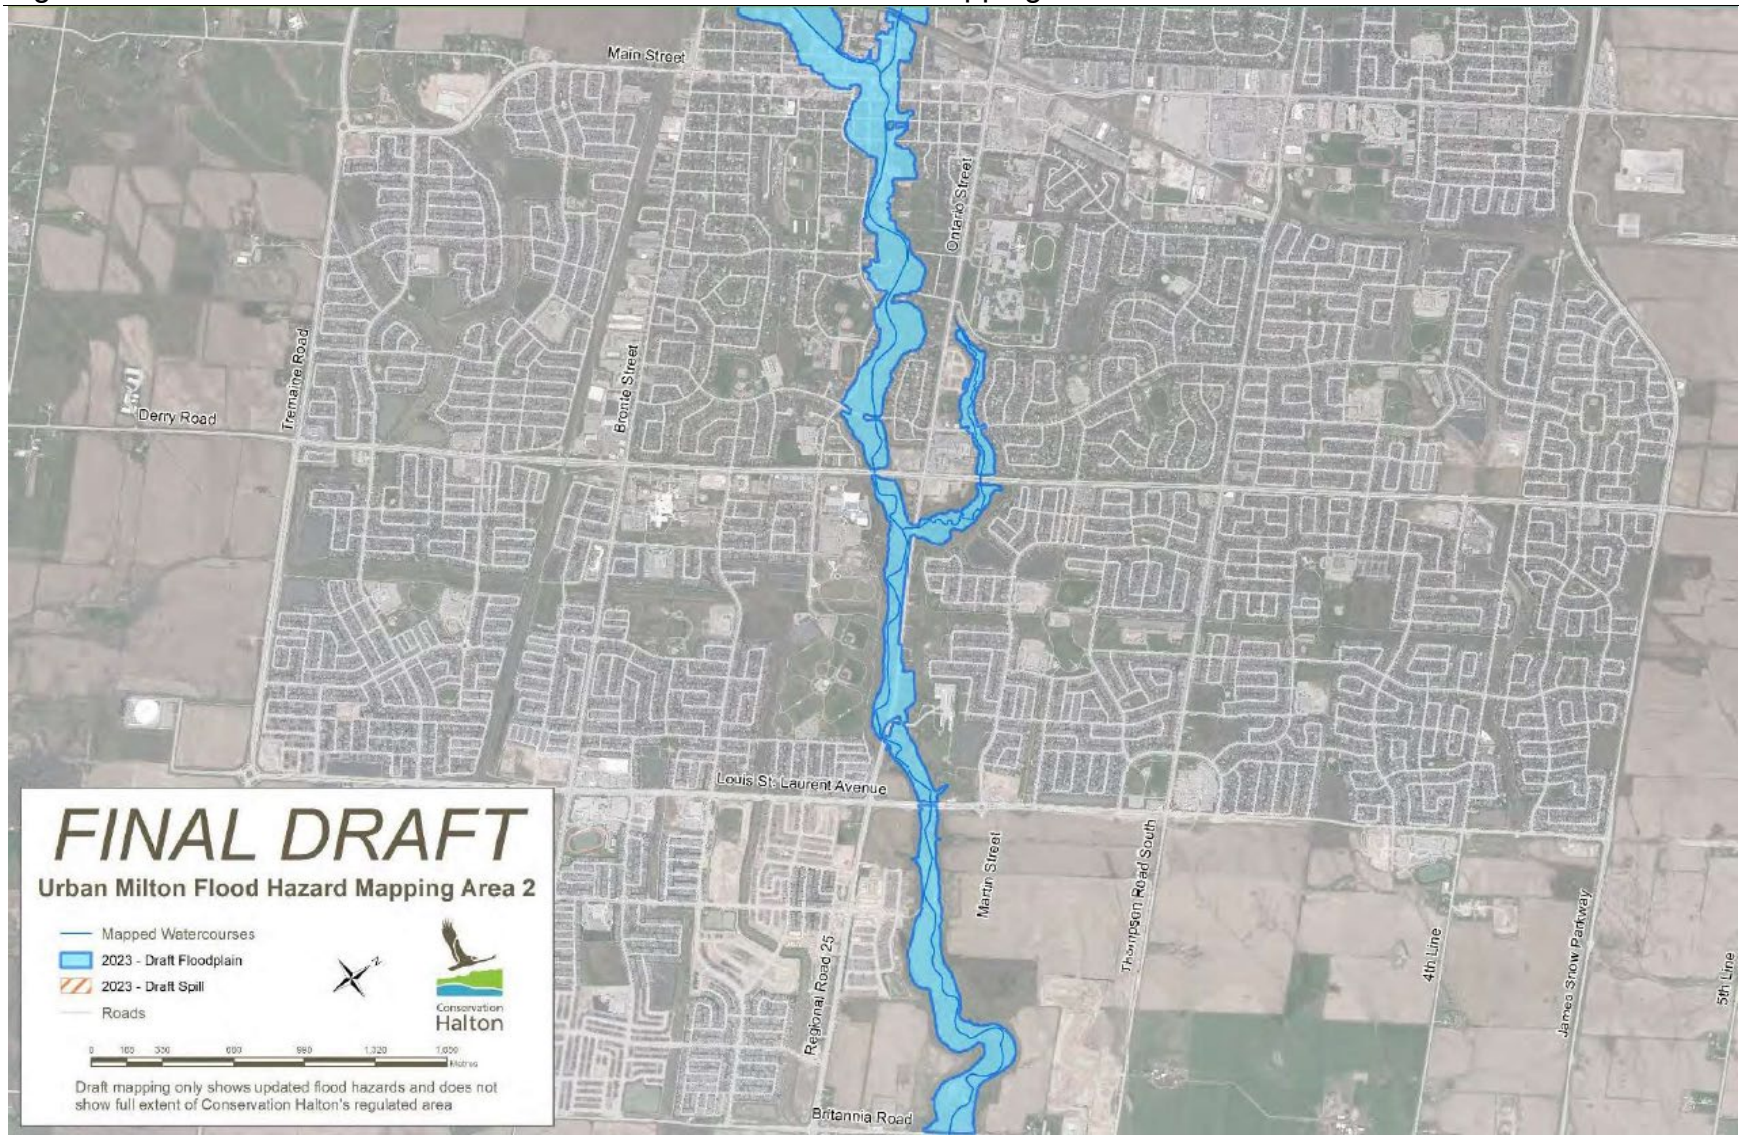 pping
Main Street
Ontario Street
Tremaine Road
Bronte Street
Derry Road
Louis St. Laurent Avenue
Martin Street
Thompson Road South
Regional Road 25
4th Line
James Snow Parkway
5th Line
Britannia Road
FINAL DRAFT
Urban Milton Flood Hazard Mapping Area 2
Mapped Watercourses
2023 - Draft Floodplain
2023 - Draft Spill
Roads
Conservation
Halton
0 165 330 660 990 1,320 1,650
Metres
Draft mapping only shows updated flood hazards and does not
show full extent of Conservation Halton's regulated area